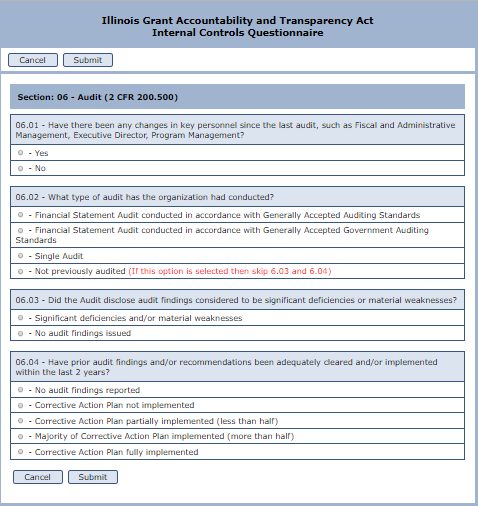 Illinois Grant Accountability and Transparency Act
Internal Controls Questionnaire
Cancel Submit
Section: 06 - Audit (2 CFR 200.500)
06.01 - Have there been any changes in key personnel since the last audit, such as Fiscal and Administrative
Management, Executive Director, Program Management?
- Yes
- No
06.02 - What type of audit has the organization had conducted?
- Financial Statement Audit conducted in accordance with Generally Accepted Auditing Standards
- Financial Statement Audit conducted in accordance with Generally Accepted Government Auditing
Standards
- Single Audit
- Not previously audited (If this option is selected then skip 6.03 and 6.04)
06.03 - Did the Audit disclose audit findings considered to be significant deficiencies or material weaknesses?
- Significant deficiencies and/or material weaknesses
- No audit findings issued
06.04 - Have prior audit findings and/or recommendations been adequately cleared and/or implemented
within the last 2 years?
- No audit findings reported
- Corrective Action Plan not implemented
- Corrective Action Plan partially implemented (less than half)
- Majority of Corrective Action Plan implemented (more than half)
- Corrective Action Plan fully implemented
Cancel Submit